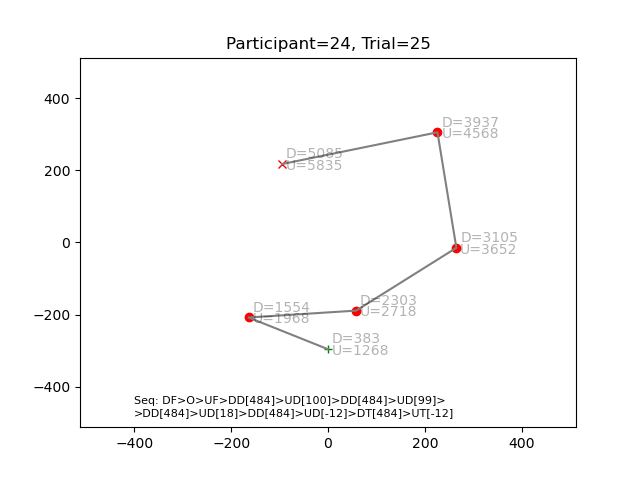 Participant=24, Trial=25
400
200
0
−200
−400
−400
−200
0
200
400
D=3937
U=4568
D=5085
U=5835
D=3105
U=3652
D=2303
U=2718
D=1554
U=1968
D=383
U=1268
Seq: DF>O>UF>DD[484]>UD[100]>DD[484]>UD[99]>
>DD[484]>UD[18]>DD[484]>UD[-12]>DT[484]>UT[-12]